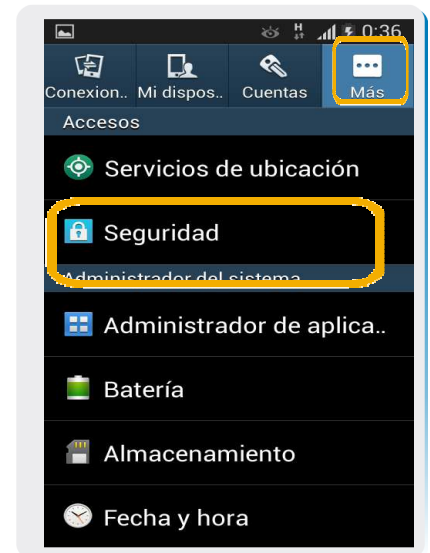 H 0:36
Conexion.. Mi dispos.. Cuentas Más
Accesos
Servicios de ubicación
Seguridad
Administrador del sistema
Administrador de aplica..
Batería
Almacenamiento
Fecha y hora